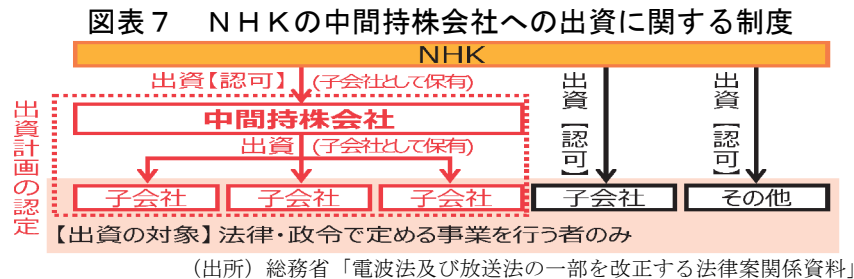 図表７　ＮＨＫの中間持株会社への出資に関する制度
NHK
出資【認可】(子会社として保有)
出資【認可】
出資【認可】
出資計画の認定
中間持株会社
出資 (子会社として保有)
子会社 子会社 子会社 子会社 その他
【出資の対象】法律・政令で定める事業を行う者のみ
（出所）総務省「電波法及び放送法の一部を改正する法律案関係資料」